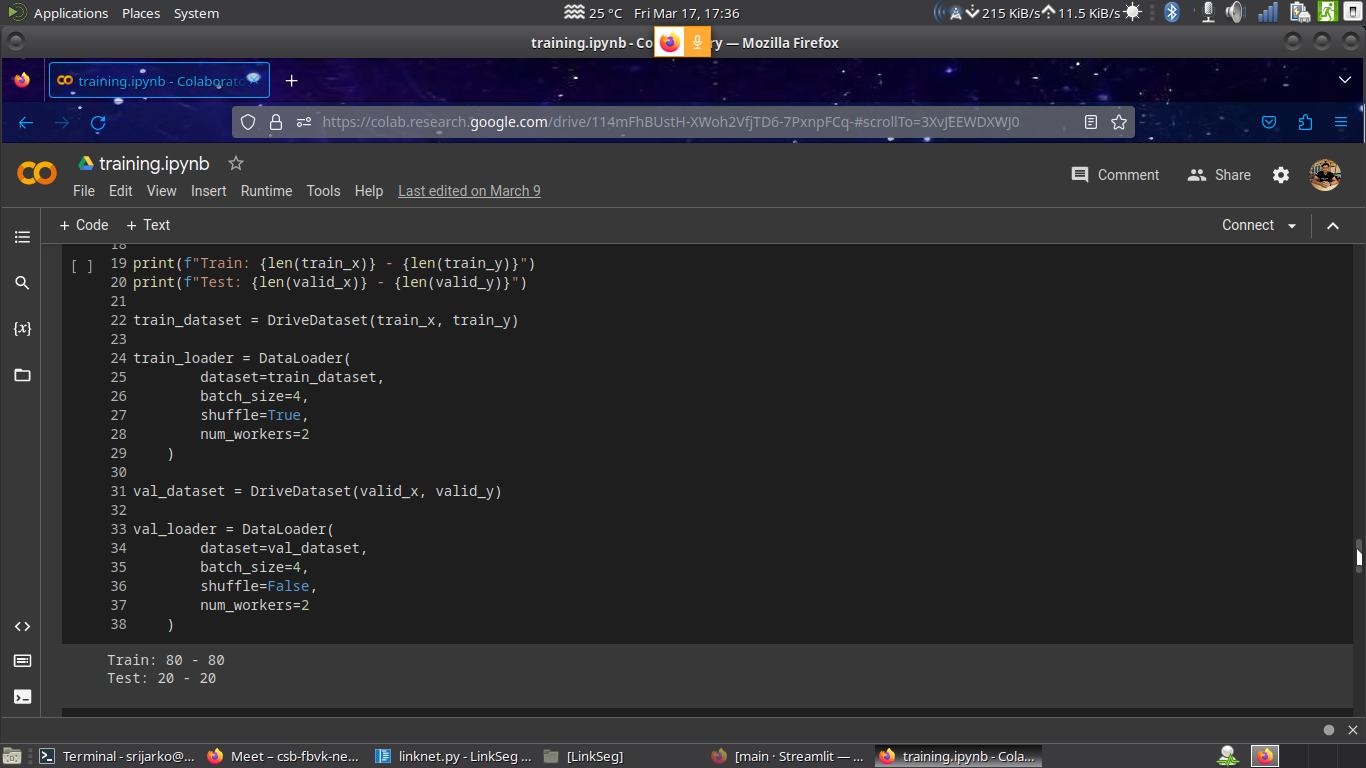 Applications Places System 25 °C Fri Mar 17, 17:36 215 KiB/s 11.5 KiB/s
training.ipynb - Co ry — Mozilla Firefox
training.ipynb - Colaborato
https://colab.research.google.com/drive/114mFhBUstH-XWoh2VfjTD6-7PxnpFCq-#scrollTo=3XvJEEWDXWJ0
training.ipynb
Comment Share
File Edit View Insert Runtime Tools Help Last edited on March 9
+ Code + Text Connect
18
[ ] 19 print(f"Train: {len(train_x)} - {len(train_y)}")
20 print(f"Test: {len(valid_x)} - {len(valid_y)}")
21
22 train_dataset = DriveDataset(train_x, train_y)
23
24 train_loader = DataLoader(
25 dataset=train_dataset,
26 batch_size=4,
27 shuffle=True,
28 num_workers=2
29 )
30
31 val_dataset = DriveDataset(valid_x, valid_y)
32
33 val_loader = DataLoader(
34 dataset=val_dataset,
35 batch_size=4,
36 shuffle=False,
37 num_workers=2
38 )
Train: 80 - 80
Test: 20 - 20
Terminal - srijarko@... Meet – csb-fbvk-ne... linknet.py - LinkSeg ... [LinkSeg] [main · Streamlit — ... training.ipynb - Cola...